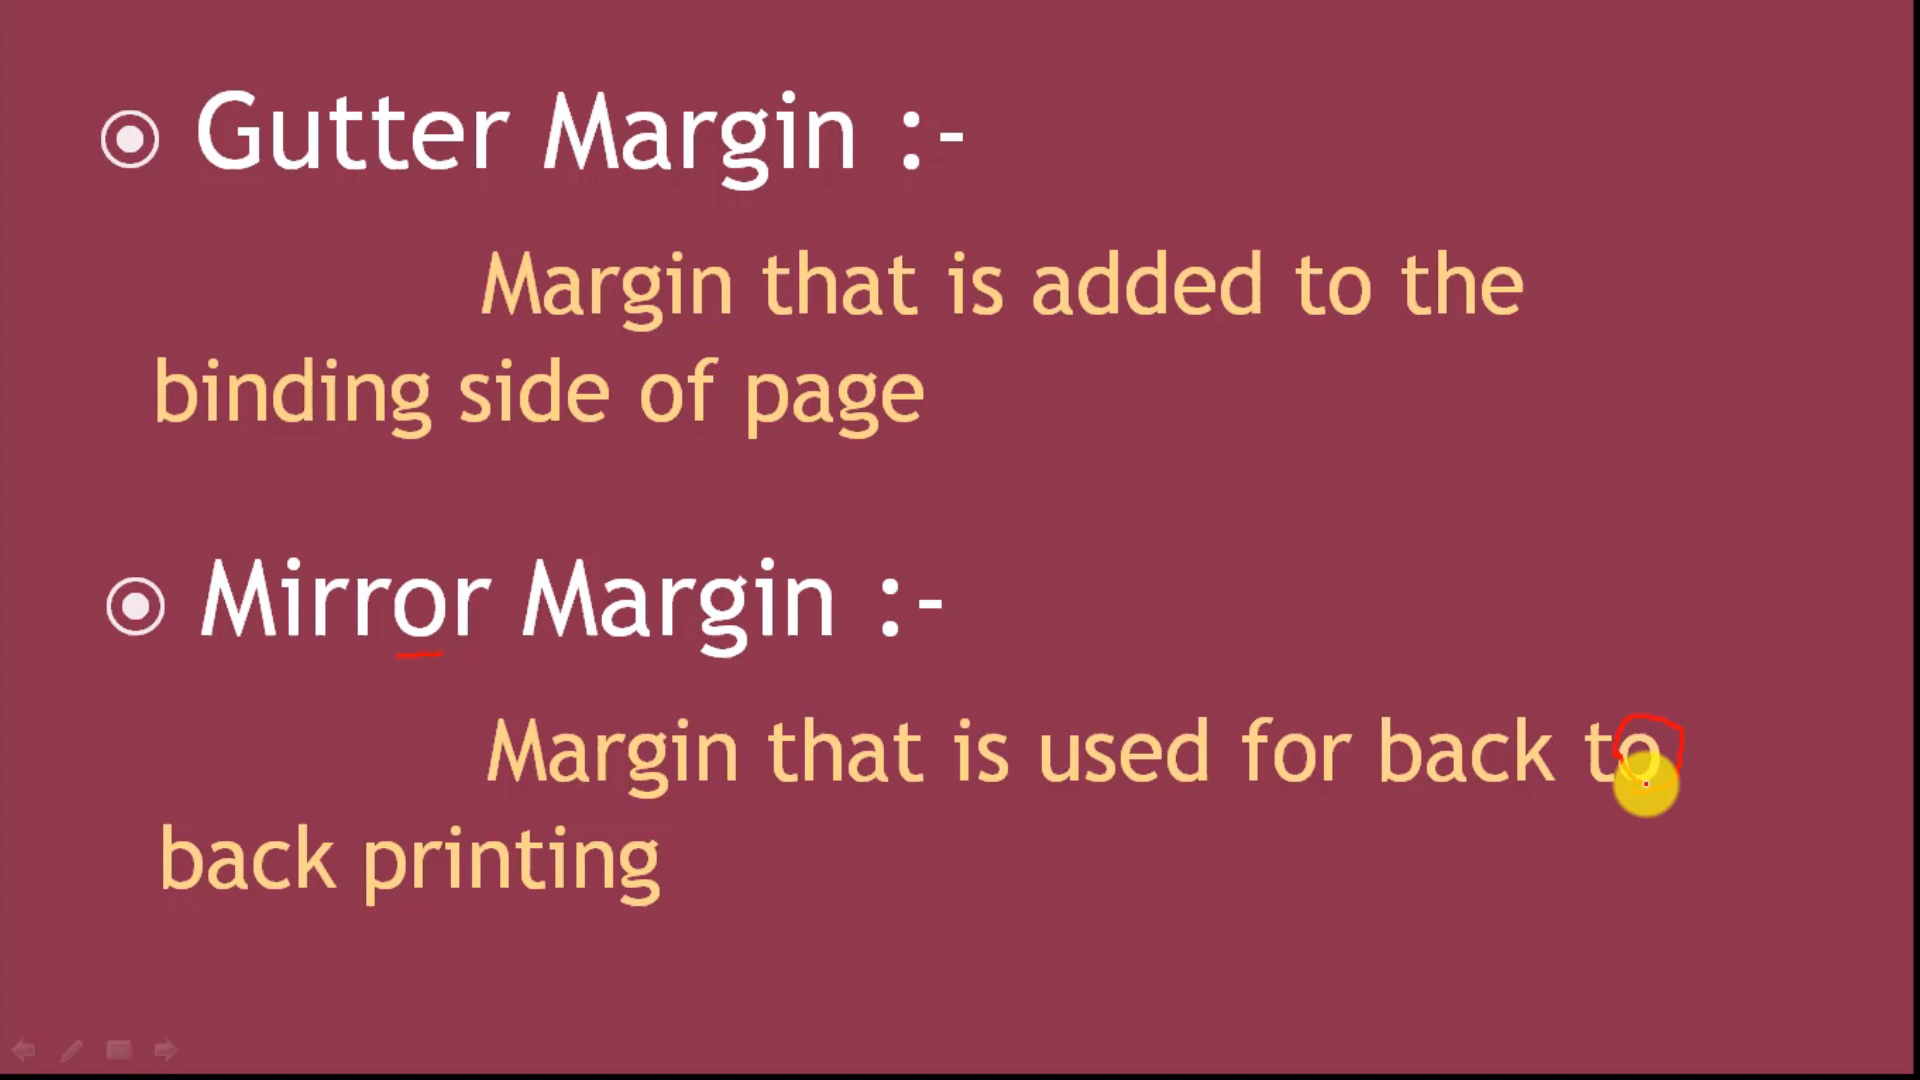 Gutter Margin :-
Margin that is added to the
binding side of page
Mirror Margin :-
Margin that is used for back to
back printing